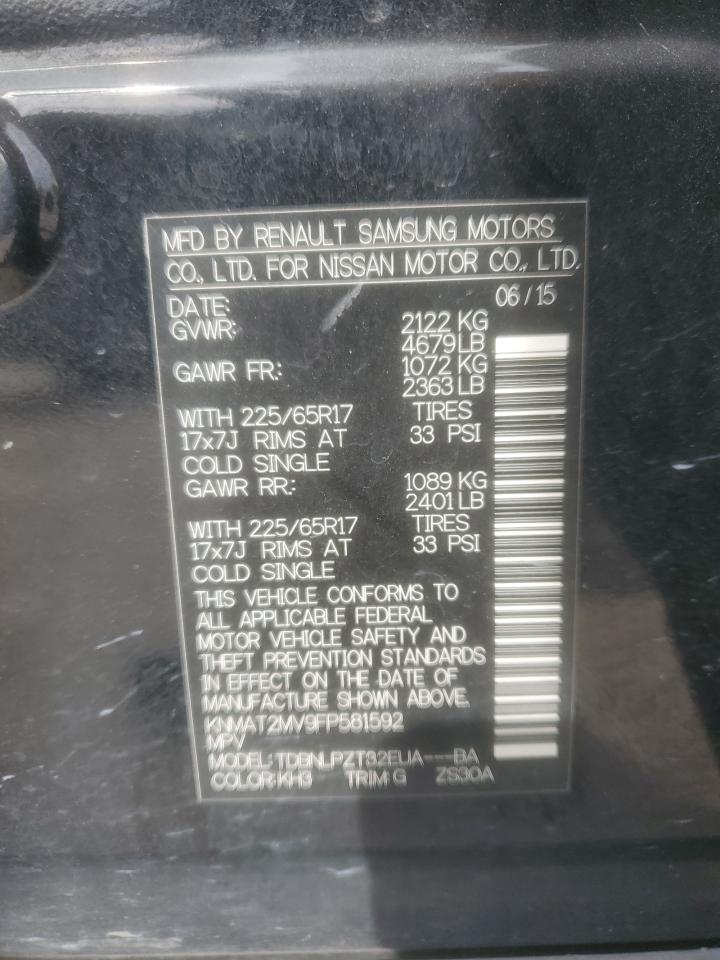 MFD BY RENAULT SAMSUNG MOTORS
CO., LTD. FOR NISSAN MOTOR CO., LTD.
DATE: 06/15
GVWR: 2122 KG
4679 LB
GAWR FR.: 1072 KG
2363 LB
WITH 225/65R17 TIRES
17x7J RIMS AT 33 PSI
COLD SINGLE
GAWR RR.: 1089 KG
2401 LB
WITH 225/65R17 TIRES
17x7J RIMS AT 33 PSI
COLD SINGLE
THIS VEHICLE CONFORMS TO
ALL APPLICABLE FEDERAL
MOTOR VEHICLE SAFETY AND
THEFT PREVENTION STANDARDS
IN EFFECT ON THE DATE OF
MANUFACTURE SHOWN ABOVE.
KNMAT2MV9FP581592
MPV
MODEL: TDBNLPZT32EUA---BA
COLOR: KH3 TRIM: G ZS30A